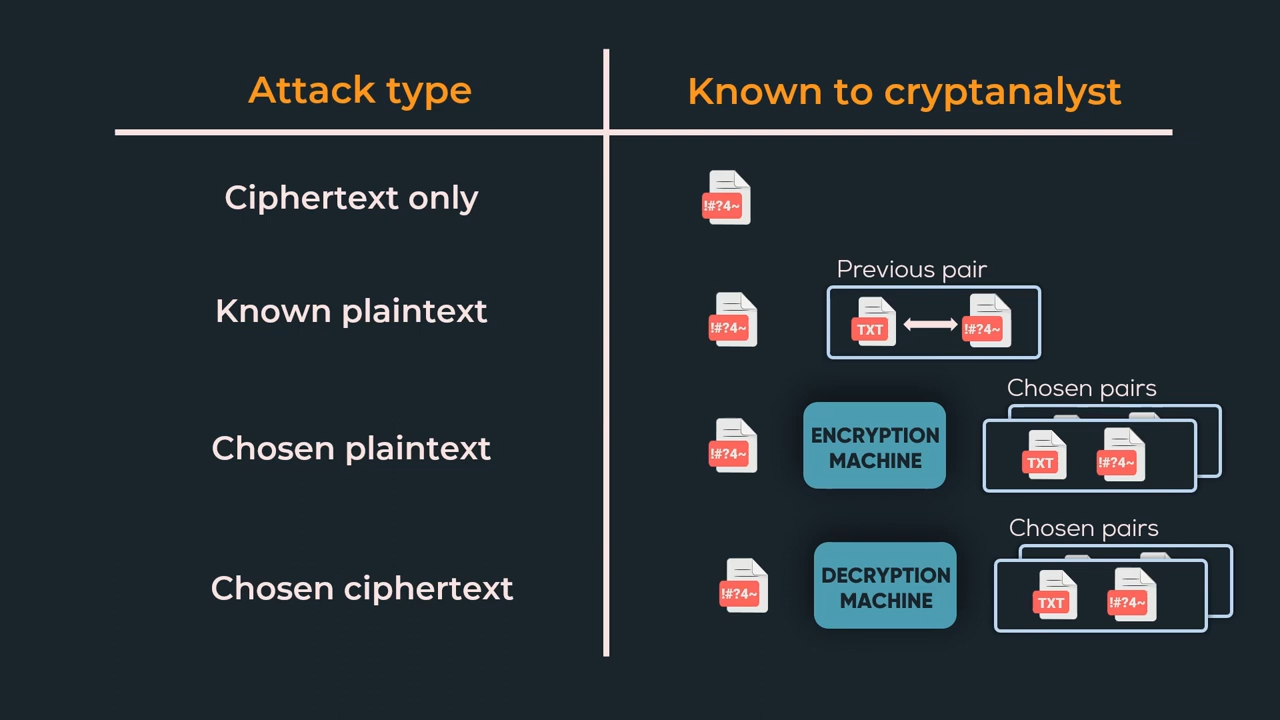 Attack type
Known to cryptanalyst
Ciphertext only
!#?4~
Previous pair
Known plaintext
!#?4~
TXT
!#?4~
Chosen pairs
Chosen plaintext
!#?4~
ENCRYPTION
MACHINE
TXT
!#?4~
Chosen pairs
Chosen ciphertext
!#?4~
DECRYPTION
MACHINE
TXT
!#?4~